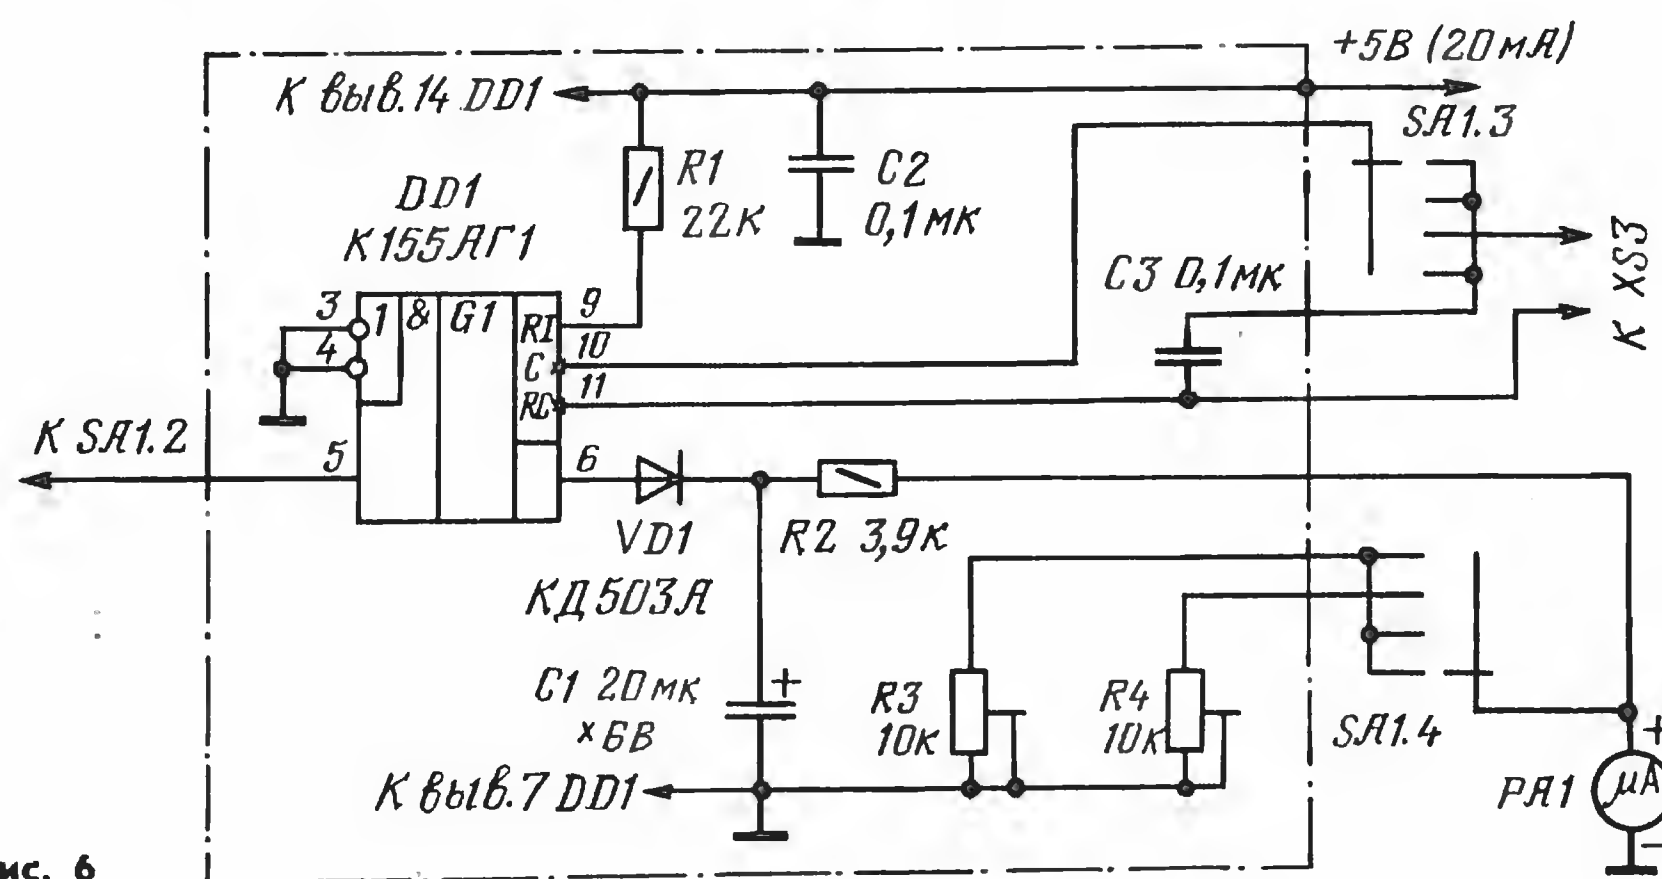 +5В (20мА)
К выв.14 DD1
SA1.3
R1
22к
C2
0,1мк
DD1
К155АГ1
К XS3
C3 0,1мк
3
4
1
&
G1
RI
C
RC
9
10
11
К SA1.2
5
6
VD1
КД503А
R2 3,9к
C1 20мк
×6В
+
R3
10к
R4
10к
SA1.4
+
РА1
μA
−
К выв.7 DD1
ис. 6